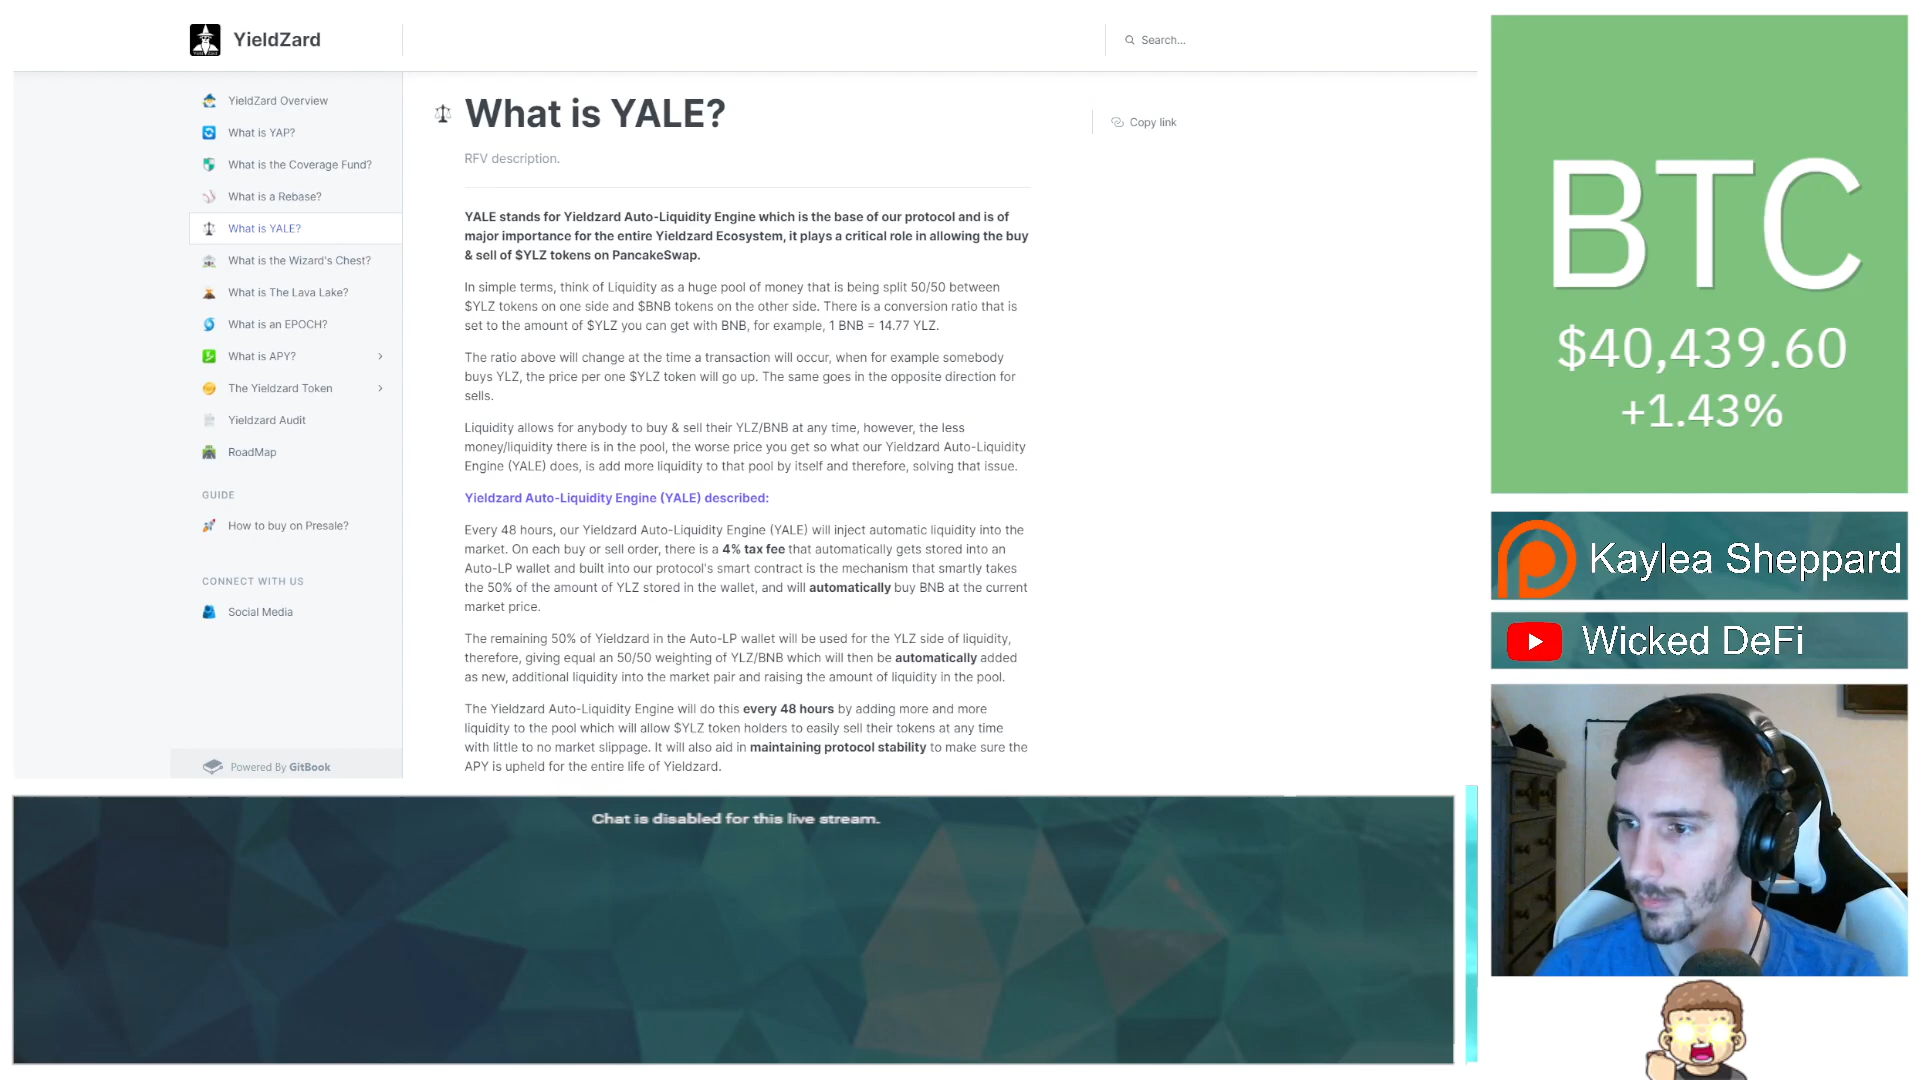 YieldZard
Search...
YieldZard Overview
What is YAP?
What is the Coverage Fund?
What is a Rebase?
What is YALE?
What is the Wizard's Chest?
What is The Lava Lake?
What is an EPOCH?
What is APY?
The Yieldzard Token
Yieldzard Audit
RoadMap
GUIDE
How to buy on Presale?
CONNECT WITH US
Social Media
Powered By GitBook
What is YALE?
Copy link
RFV description.
YALE stands for Yieldzard Auto-Liquidity Engine which is the base of our protocol and is of
major importance for the entire Yieldzard Ecosystem, it plays a critical role in allowing the buy
& sell of $YLZ tokens on PancakeSwap.
In simple terms, think of Liquidity as a huge pool of money that is being split 50/50 between
$YLZ tokens on one side and $BNB tokens on the other side. There is a conversion ratio that is
set to the amount of $YLZ you can get with BNB, for example, 1 BNB = 14.77 YLZ.
The ratio above will change at the time a transaction will occur, when for example somebody
buys YLZ, the price per one $YLZ token will go up. The same goes in the opposite direction for
sells.
Liquidity allows for anybody to buy & sell their YLZ/BNB at any time, however, the less
money/liquidity there is in the pool, the worse price you get so what our Yieldzard Auto-Liquidity
Engine (YALE) does, is add more liquidity to that pool by itself and therefore, solving that issue.
Yieldzard Auto-Liquidity Engine (YALE) described:
Every 48 hours, our Yieldzard Auto-Liquidity Engine (YALE) will inject automatic liquidity into the
market. On each buy or sell order, there is a 4% tax fee that automatically gets stored into an
Auto-LP wallet and built into our protocol's smart contract is the mechanism that smartly takes
the 50% of the amount of YLZ stored in the wallet, and will automatically buy BNB at the current
market price.
The remaining 50% of Yieldzard in the Auto-LP wallet will be used for the YLZ side of liquidity,
therefore, giving equal an 50/50 weighting of YLZ/BNB which will then be automatically added
as new, additional liquidity into the market pair and raising the amount of liquidity in the pool.
The Yieldzard Auto-Liquidity Engine will do this every 48 hours by adding more and more
liquidity to the pool which will allow $YLZ token holders to easily sell their tokens at any time
with little to no market slippage. It will also aid in maintaining protocol stability to make sure the
APY is upheld for the entire life of Yieldzard.
Chat is disabled for this live stream.
BTC
$40,439.60
+1.43%
Kaylea Sheppard
Wicked DeFi